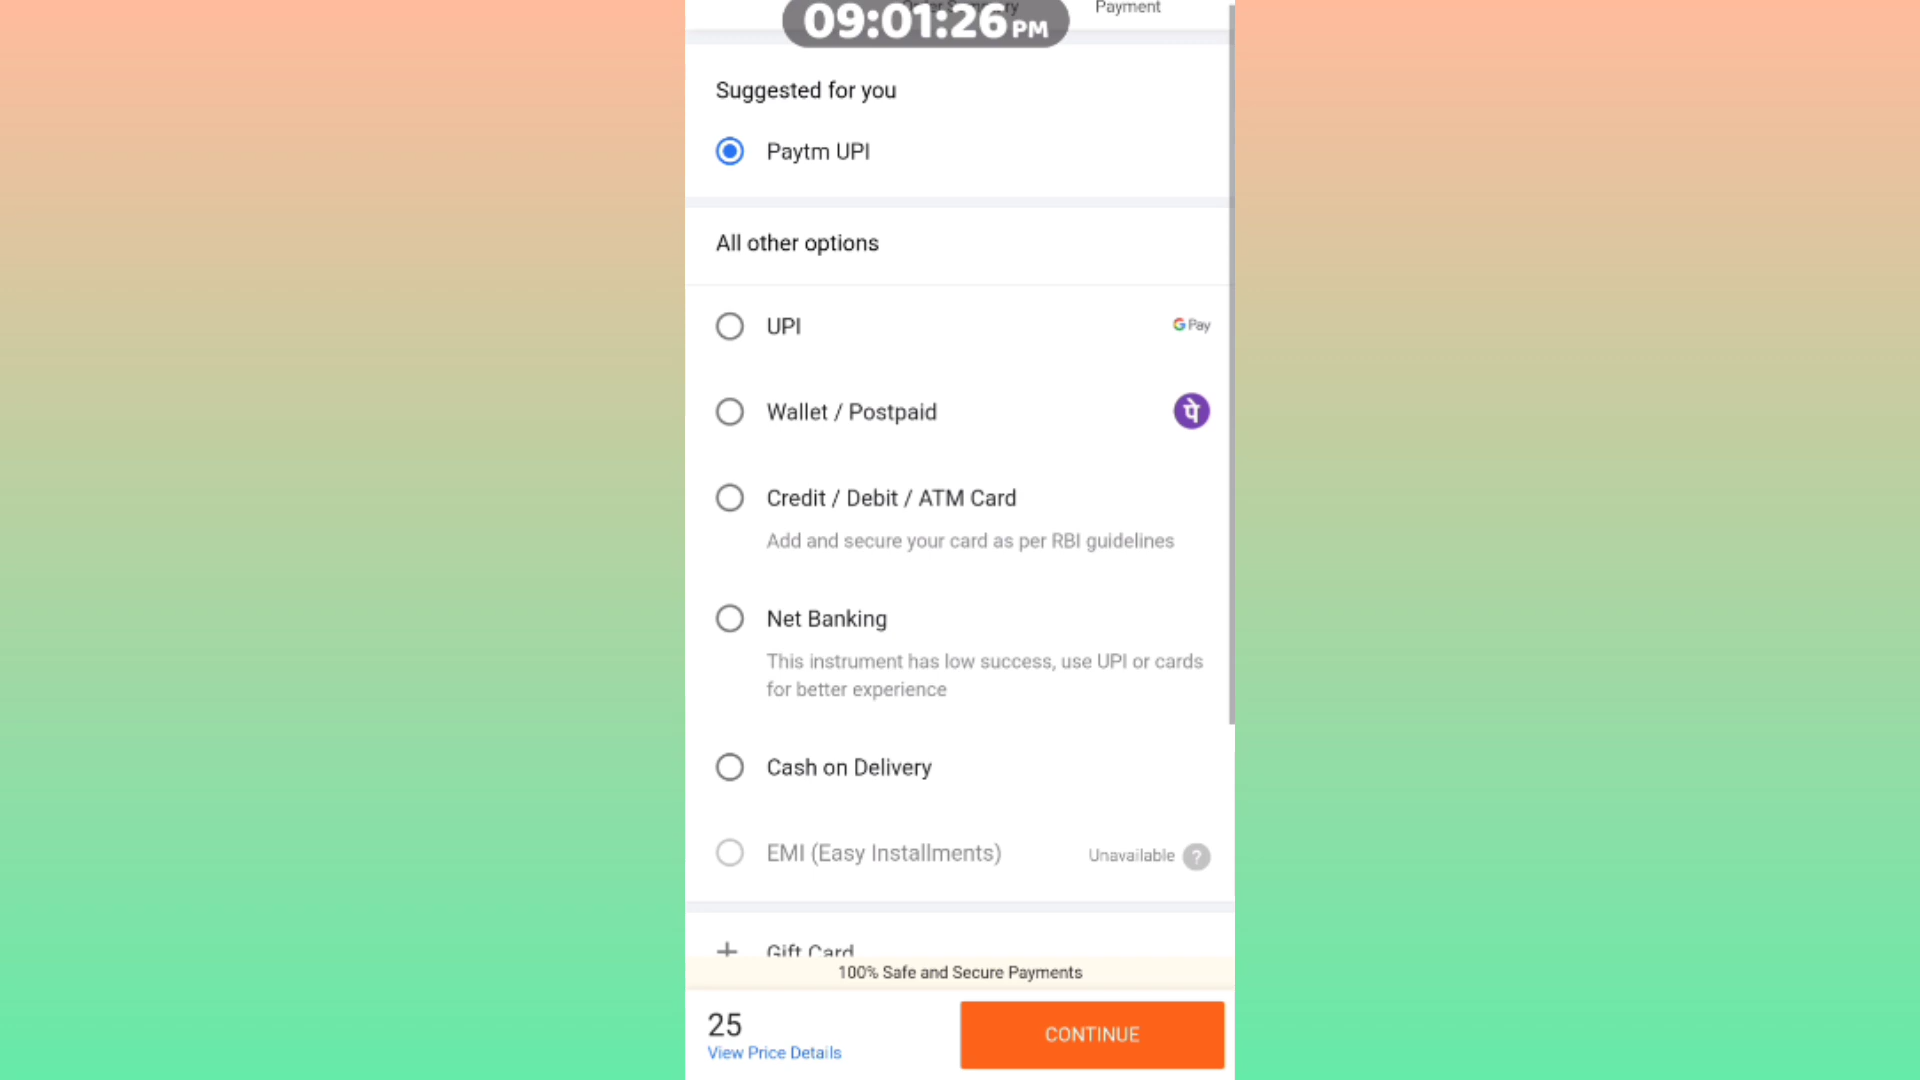 Payment
09:01:26 PM
Suggested for you
Paytm UPI
All other options
UPI
G Pay
Wallet / Postpaid
पे
Credit / Debit / ATM Card
Add and secure your card as per RBI guidelines
Net Banking
This instrument has low success, use UPI or cards
for better experience
Cash on Delivery
EMI (Easy Installments)
Unavailable ?
+ Gift Card
100% Safe and Secure Payments
25
CONTINUE
View Price Details